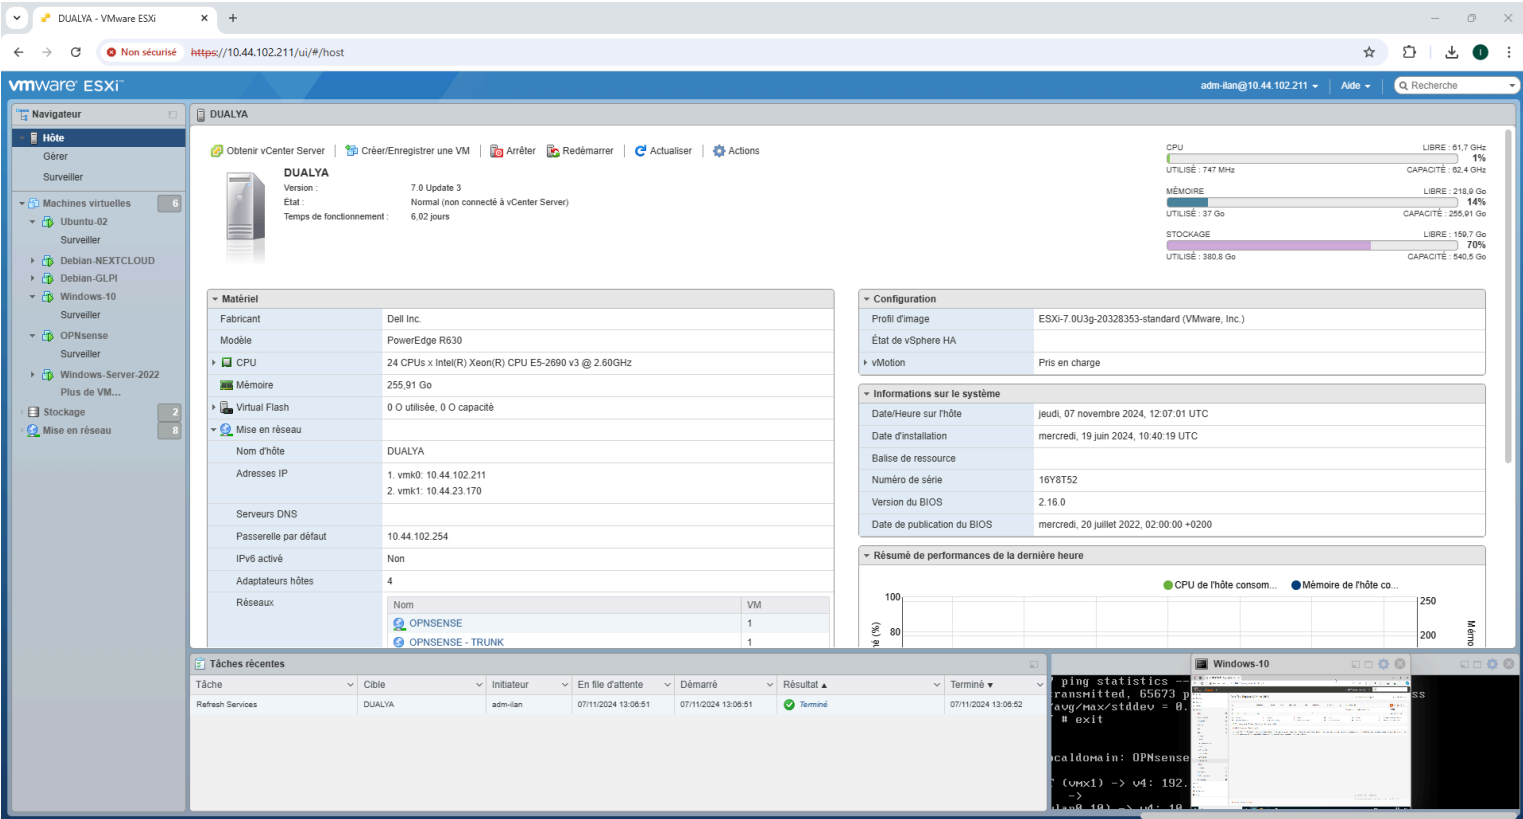 DUALYA - VMware ESXi
Non sécurisé https://10.44.102.211/ui/#/host
vmware ESXi
adm-ilan@10.44.102.211 Aide Recherche
Navigateur
Hôte
Gérer
Surveiller
Machines virtuelles 6
Ubuntu-02
Surveiller
Debian-NEXTCLOUD
Debian-GLPI
Windows-10
Surveiller
OPNsense
Surveiller
Windows-Server-2022
Plus de VM...
Stockage 2
Mise en réseau 8
DUALYA
Obtenir vCenter Server Créer/Enregistrer une VM Arrêter Redémarrer Actualiser Actions
DUALYA
Version : 7.0 Update 3
État : Normal (non connecté à vCenter Server)
Temps de fonctionnement : 6,02 jours
CPU LIBRE : 61,7 GHz
1%
UTILISÉ : 747 MHz CAPACITÉ : 62,4 GHz
MÉMOIRE LIBRE : 218,9 Go
14%
UTILISÉ : 37 Go CAPACITÉ : 255,91 Go
STOCKAGE LIBRE : 159,7 Go
70%
UTILISÉ : 380,8 Go CAPACITÉ : 540,5 Go
Matériel
Fabricant Dell Inc.
Modèle PowerEdge R630
CPU 24 CPUs x Intel(R) Xeon(R) CPU E5-2690 v3 @ 2.60GHz
Mémoire 255,91 Go
Virtual Flash 0 O utilisée, 0 O capacité
Mise en réseau
Nom d'hôte DUALYA
Adresses IP 1. vmk0: 10.44.102.211
2. vmk1: 10.44.23.170
Serveurs DNS
Passerelle par défaut 10.44.102.254
IPv6 activé Non
Adaptateurs hôtes 4
Réseaux Nom VM
OPNSENSE 1
OPNSENSE - TRUNK 1
Configuration
Profil d'image ESXi-7.0U3g-20328353-standard (VMware, Inc.)
État de vSphere HA
vMotion Pris en charge
Informations sur le système
Date/Heure sur l'hôte jeudi, 07 novembre 2024, 12:07:01 UTC
Date d'installation mercredi, 19 juin 2024, 10:40:19 UTC
Balise de ressource
Numéro de série 16Y8T52
Version du BIOS 2.16.0
Date de publication du BIOS mercredi, 20 juillet 2022, 02:00:00 +0200
Résumé de performances de la dernière heure
CPU de l'hôte consom... Mémoire de l'hôte co...
100 250
80 200
Tâches récentes
Tâche Cible Initiateur En file d'attente Démarré Résultat Terminé
Refresh Services DUALYA adm-ilan 07/11/2024 13:06:51 07/11/2024 13:06:51 Terminé 07/11/2024 13:06:52
Windows-10
ping statistics --
ransmitted, 65673 p
avg/max/stddev = 0.
# exit
caldomain: OPNsense
(vmx1) -> v4: 192.
->